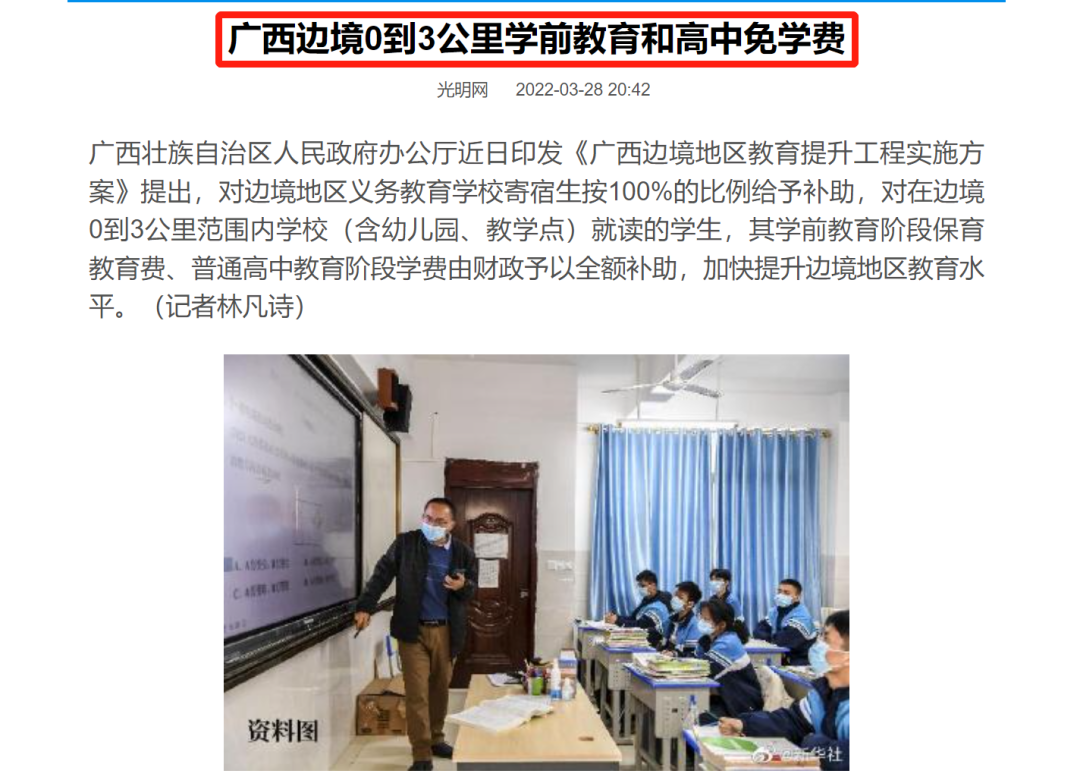 广西边境0到3公里学前教育和高中免学费
光明网 2022-03-28 20:42
广西壮族自治区人民政府办公厅近日印发《广西边境地区教育提升工程实施方
案》提出，对边境地区义务教育学校寄宿生按100%的比例给予补助，对在边境
0到3公里范围内学校（含幼儿园、教学点）就读的学生，其学前教育阶段保育
教育费、普通高中教育阶段学费由财政予以全额补助，加快提升边境地区教育水
平。（记者林凡诗）
资料图
@新华社